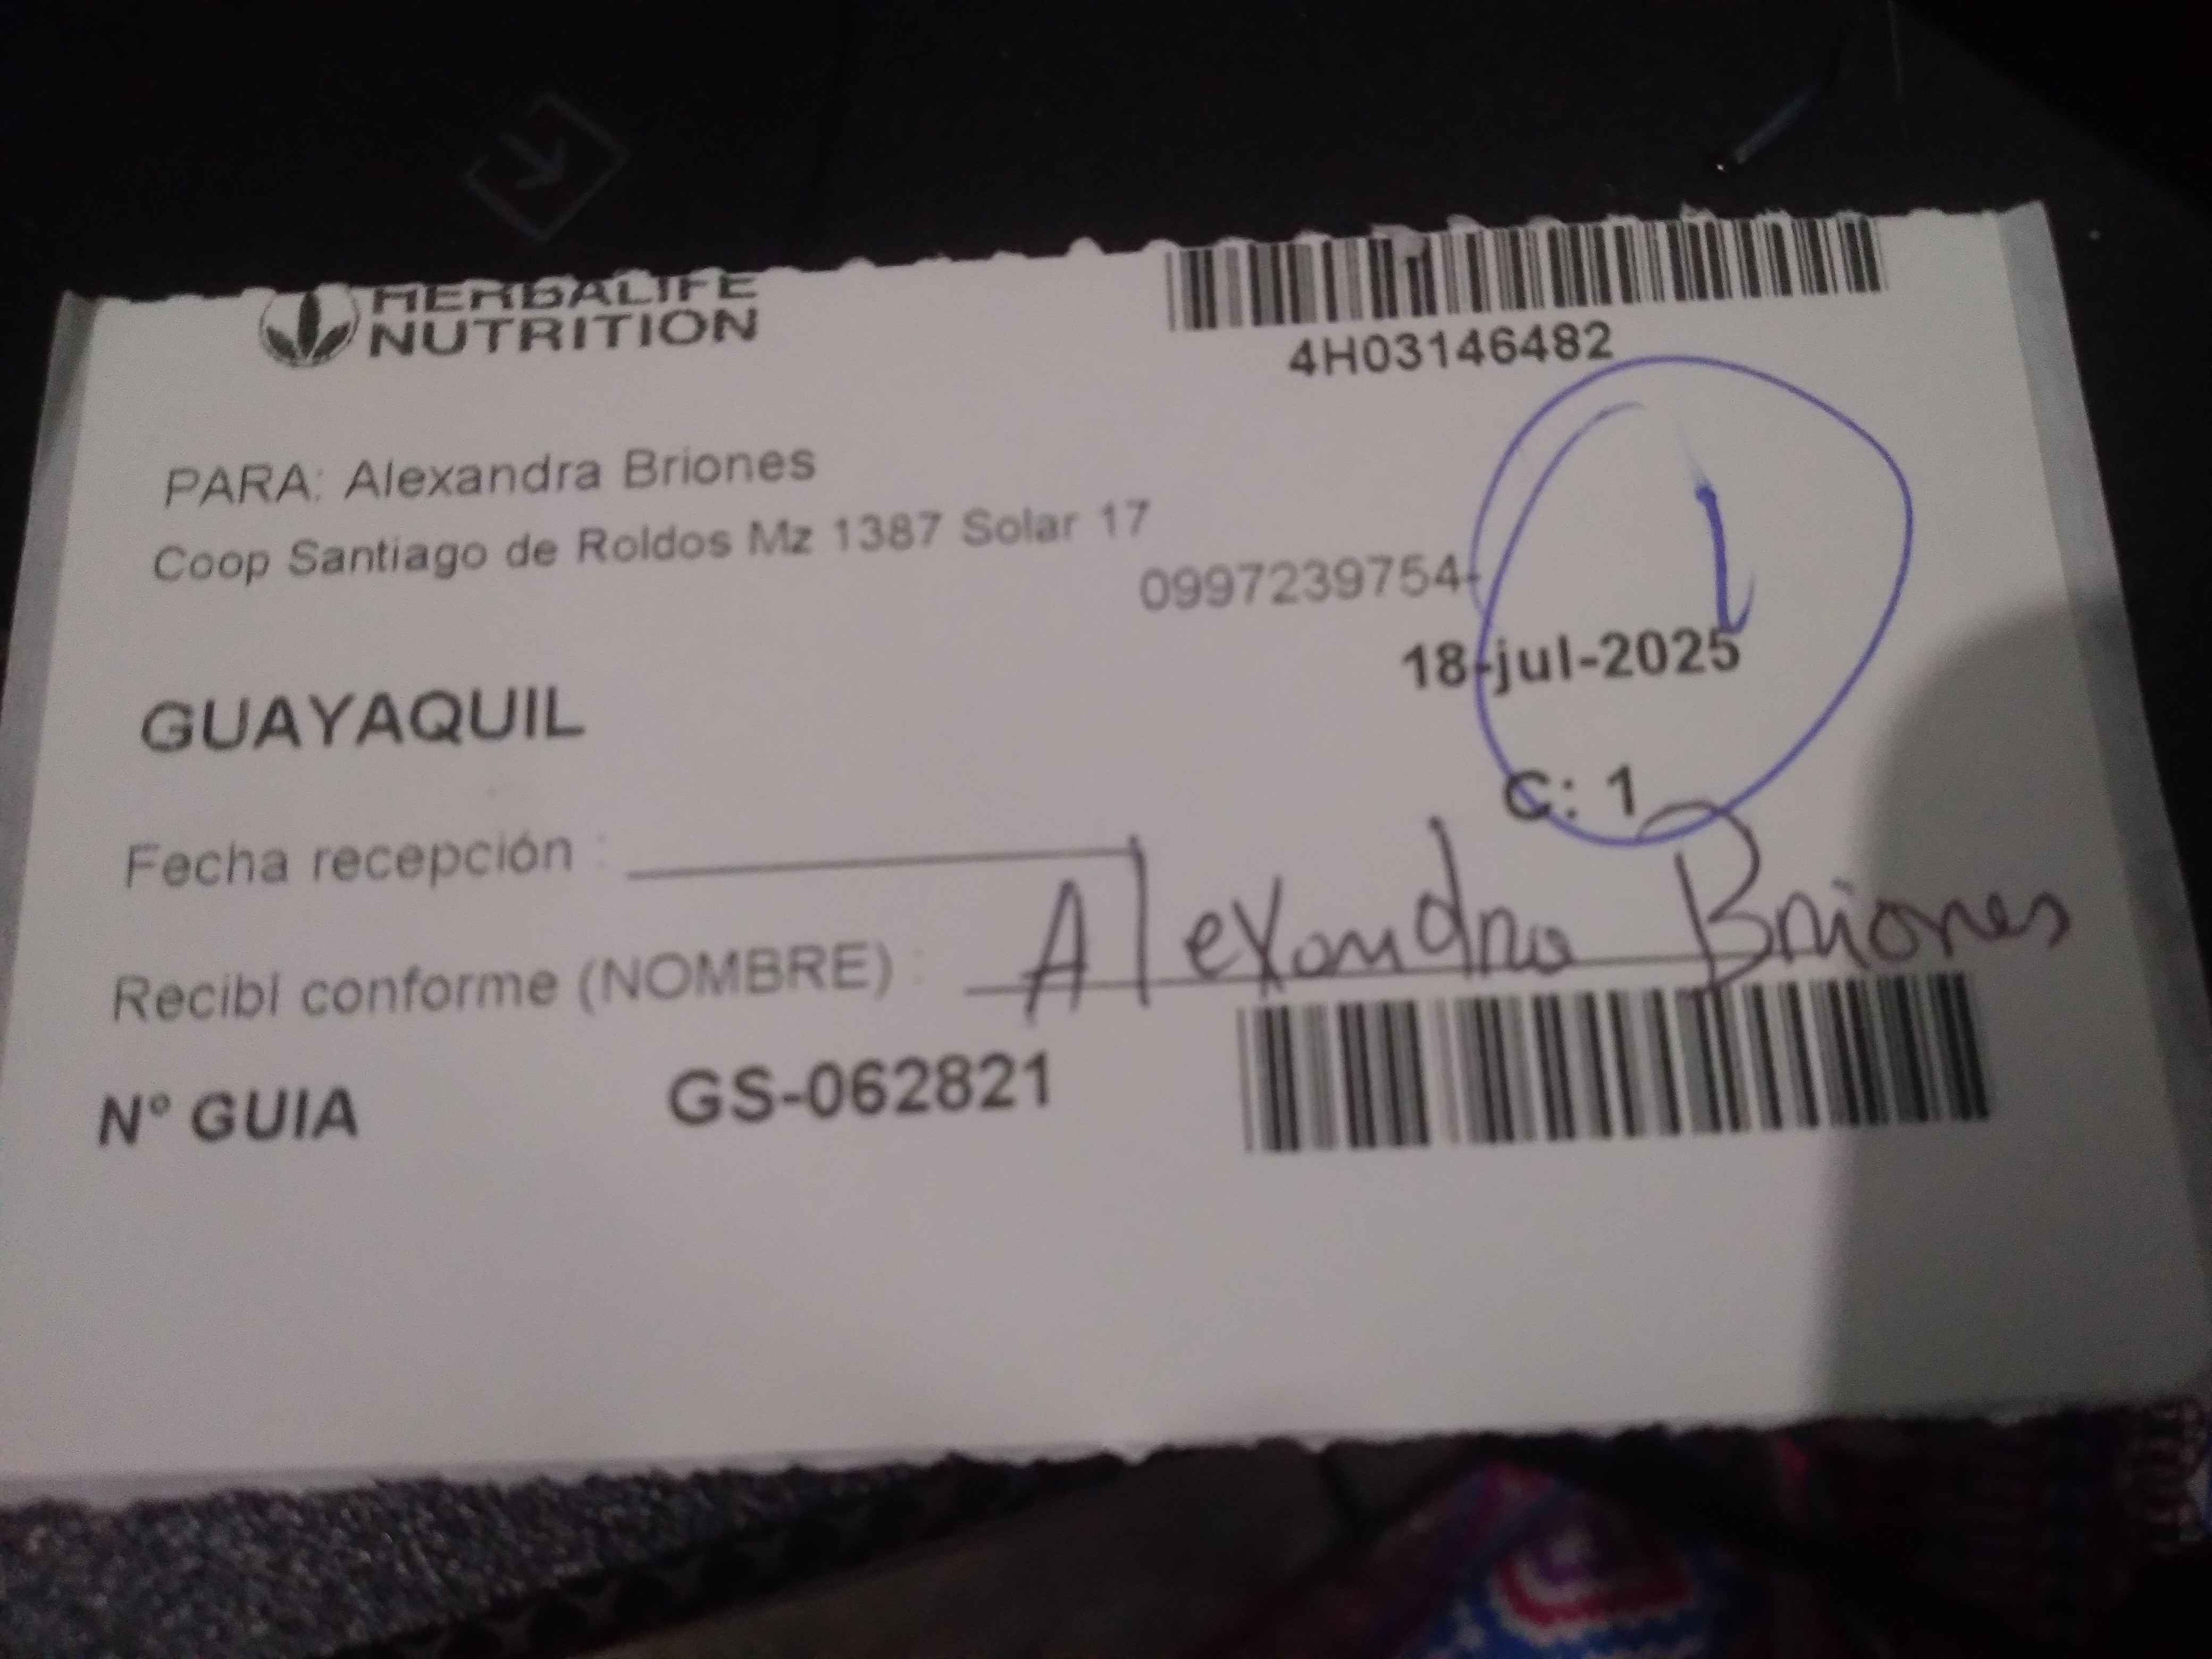 HERBALIFE
NUTRITION
4H03146482
PARA: Alexandra Briones
Coop Santiago de Roldos Mz 1387 Solar 17
0997239754-
1
18-jul-2025
GUAYAQUIL
C: 1
Fecha recepción :
Recibí conforme (NOMBRE) : Alexandra Briones
N° GUIA GS-062821